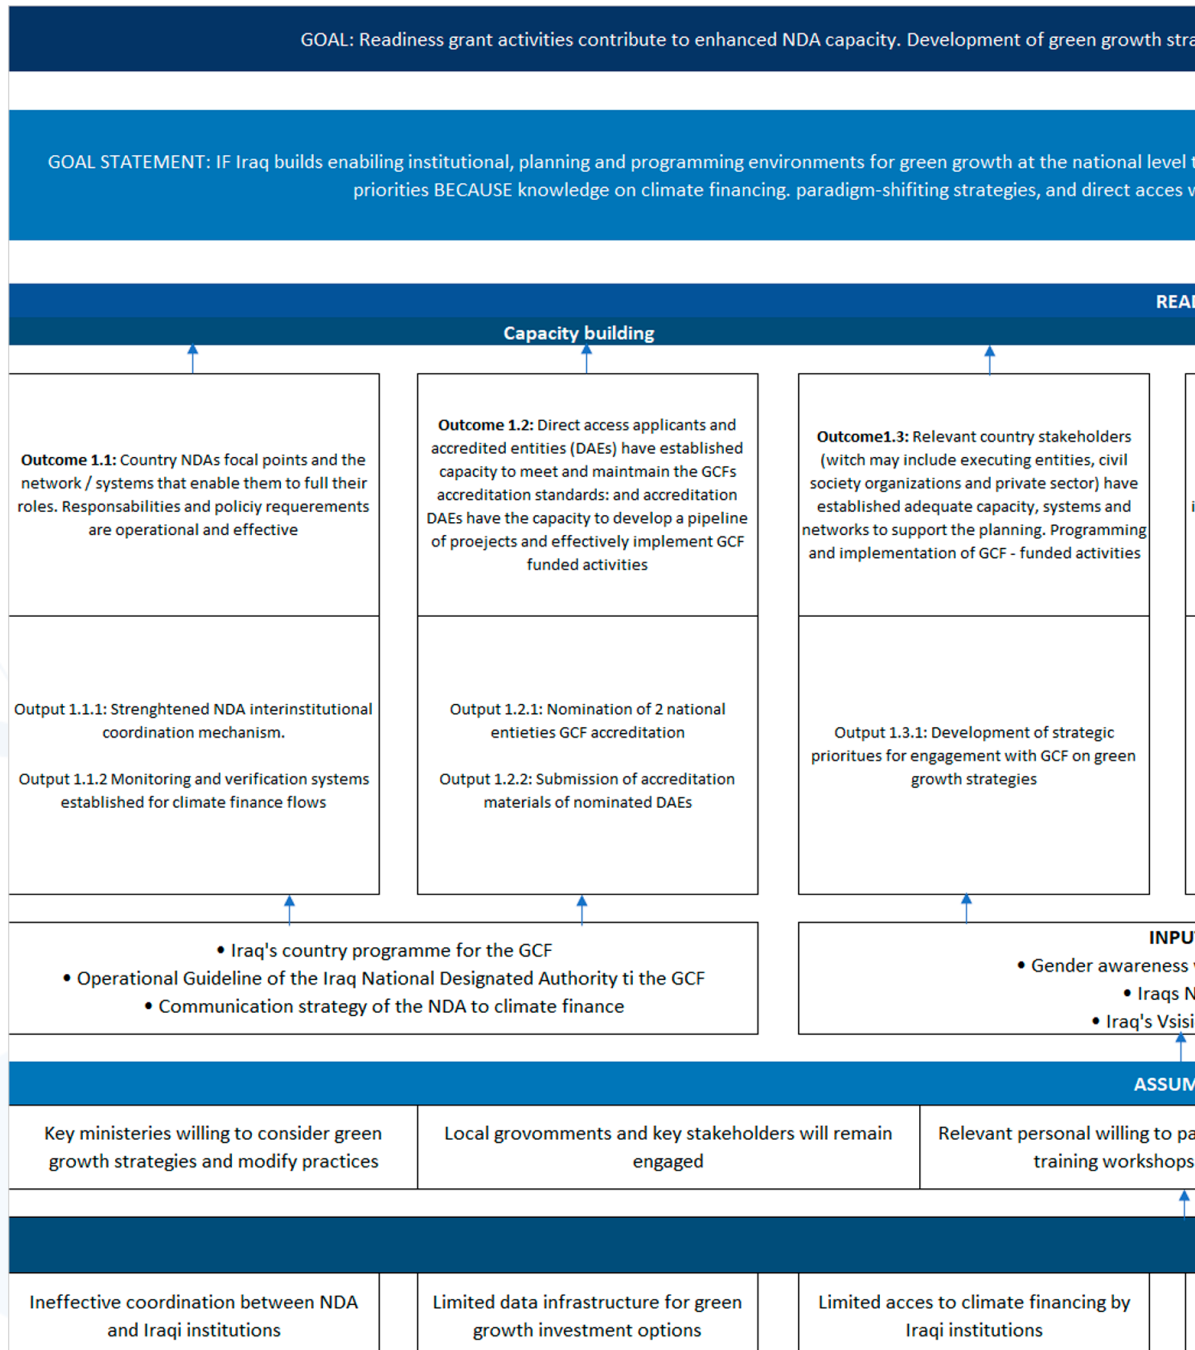 GOAL: Readiness grant activities contribute to enhanced NDA capacity. Development of green growth stra
GOAL STATEMENT: IF Iraq builds enabiling institutional, planning and programming environments for green growth at the national level t
priorities BECAUSE knowledge on climate financing. paradigm-shifiting strategies, and direct acces w
REA
Capacity building
Outcome 1.1: Country NDAs focal points and the
network / systems that enable them to full their
roles. Responsabilities and policiy requerements
are operational and effective
Outcome 1.2: Direct access applicants and
accredited entities (DAEs) have established
capacity to meet and maintmain the GCFs
accreditation standards: and accreditation
DAEs have the capacity to develop a pipeline
of proejects and effectively implement GCF
funded activities
Outcome1.3: Relevant country stakeholders
(witch may include executing entities, civil
society organizations and private sector) have
established adequate capacity, systems and
networks to support the planning. Programming
and implementation of GCF - funded activities
i
Output 1.1.1: Strenghtened NDA interinstitutional
coordination mechanism.
Output 1.1.2 Monitoring and verification systems
established for climate finance flows
Output 1.2.1: Nomination of 2 national
entieties GCF accreditation
Output 1.2.2: Submission of accreditation
materials of nominated DAEs
Output 1.3.1: Development of strategic
prioritues for engagement with GCF on green
growth strategies
• Iraq's country programme for the GCF
• Operational Guideline of the Iraq National Designated Authority ti the GCF
• Communication strategy of the NDA to climate finance
INPU
• Gender awareness
• Iraqs N
• Iraq's Vsisi
ASSUM
Key ministeries willing to consider green
growth strategies and modify practices
Local grovomments and key stakeholders will remain
engaged
Relevant personal willing to pa
training workshops
Ineffective coordination between NDA
and Iraqi institutions
Limited data infrastructure for green
growth investment options
Limited acces to climate financing by
Iraqi institutions